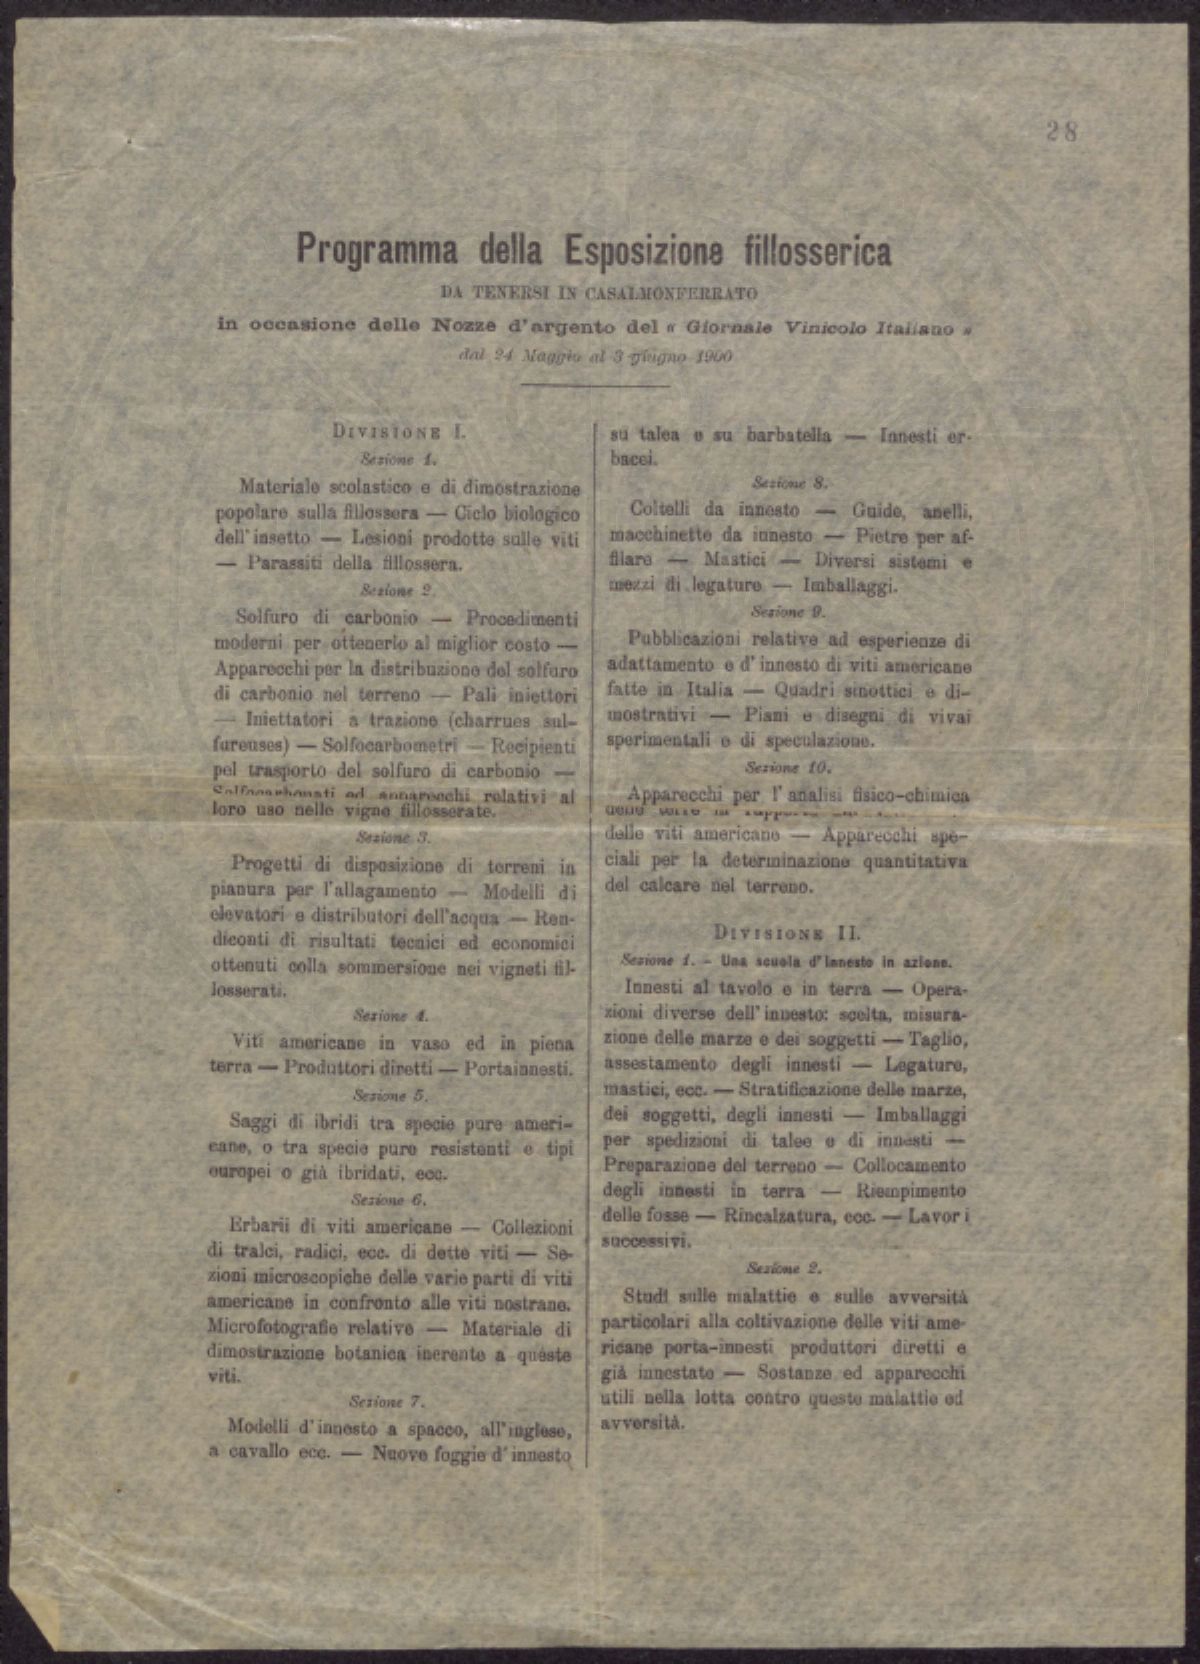 28
Programma della Esposizione fillosserica
DA TENERSI IN CASALMONFERRATO
in occasione delle Nozze d'argento del « Giornale Vinicolo Italiano »
dal 24 Maggio al 3 giugno 1900
DIVISIONE I.
Sezione 1.
Materiale scolastico e di dimostrazione
popolare sulla fillossera — Ciclo biologico
dell'insetto — Lesioni prodotte sulle viti
— Parassiti della fillossera.
Sezione 2.
Solfuro di carbonio — Procedimenti
moderni per ottenerlo al miglior costo —
Apparecchi per la distribuzione del solfuro
di carbonio nel terreno — Pali iniettori
— Iniettatori a trazione (charrues sul-
fureuses) — Solfocarbometri — Recipienti
pel trasporto del solfuro di carbonio —
Solfocarbonati ed apparecchi relativi al
loro uso nelle vigne fillosserate.
Sezione 3.
Progetti di disposizione di terreni in
pianura per l'allagamento — Modelli di
elevatori e distributori dell'acqua — Ren-
diconti di risultati tecnici ed economici
ottenuti colla sommersione nei vigneti fil-
losserati.
Sezione 4.
Viti americane in vaso ed in piena
terra — Produttori diretti — Portainnesti.
Sezione 5.
Saggi di ibridi tra specie pure ameri-
cane, o tra specie pure resistenti e tipi
europei o già ibridati, ecc.
Sezione 6.
Erbarii di viti americane — Collezioni
di tralci, radici, ecc. di dette viti — Se-
zioni microscopiche delle varie parti di viti
americane in confronto alle viti nostrane.
Microfotografie relative — Materiale di
dimostrazione botanica inerente a queste
viti.
Sezione 7.
Modelli d'innesto a spacco, all'inglese,
a cavallo ecc. — Nuove foggie d'innesto
su talea e su barbatella — Innesti er-
bacei.
Sezione 8.
Coltelli da innesto — Guide, anelli,
macchinette da innesto — Pietre per af-
filare — Mastici — Diversi sistemi e
mezzi di legature — Imballaggi.
Sezione 9.
Pubblicazioni relative ad esperienze di
adattamento e d'innesto di viti americane
fatte in Italia — Quadri sinottici e di-
mostrativi — Piani e disegni di vivai
sperimentali e di speculazione.
Sezione 10.
Apparecchi per l'analisi fisico-chimica
delle terre in rapporto
delle viti americane — Apparecchi spe-
ciali per la determinazione quantitativa
del calcare nel terreno.
DIVISIONE II.
Sezione 1. - Una scuola d'innesto in azione.
Innesti al tavolo e in terra — Opera-
zioni diverse dell'innesto: scelta, misura-
zione delle marze e dei soggetti — Taglio,
assestamento degli innesti — Legature,
mastici, ecc. — Stratificazione delle marze,
dei soggetti, degli innesti — Imballaggi
per spedizioni di talee e di innesti —
Preparazione del terreno — Collocamento
degli innesti in terra — Riempimento
delle fosse — Rincalzatura, ecc. — Lavori
successivi.
Sezione 2.
Studi sulle malattie e sulle avversità
particolari alla coltivazione delle viti ame-
ricane porta-innesti produttori diretti e
già innestate — Sostanze ed apparecchi
utili nella lotta contro queste malattie ed
avversità.